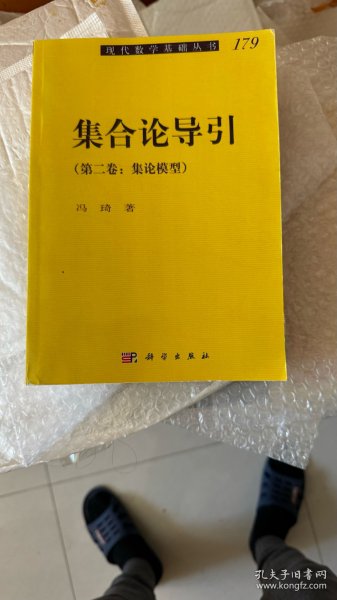 现代数学基础丛书 179
集合论导引
(第二卷：集论模型)
冯 琦 著
科学出版社
孔夫子旧书网
www.kongfz.com